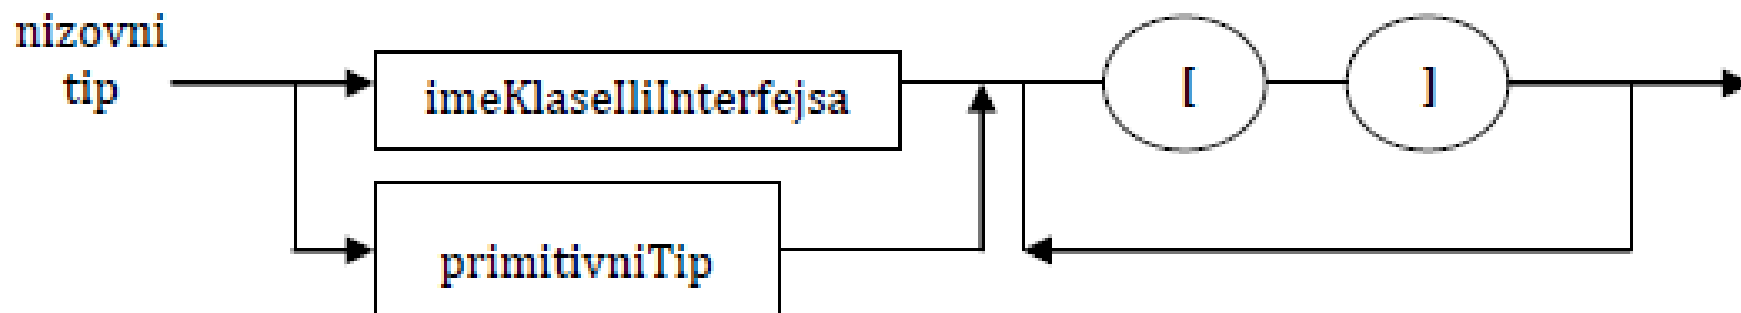 nizovni
tip
imeKlaseIliInterfejsa
[
]
primitivniTip